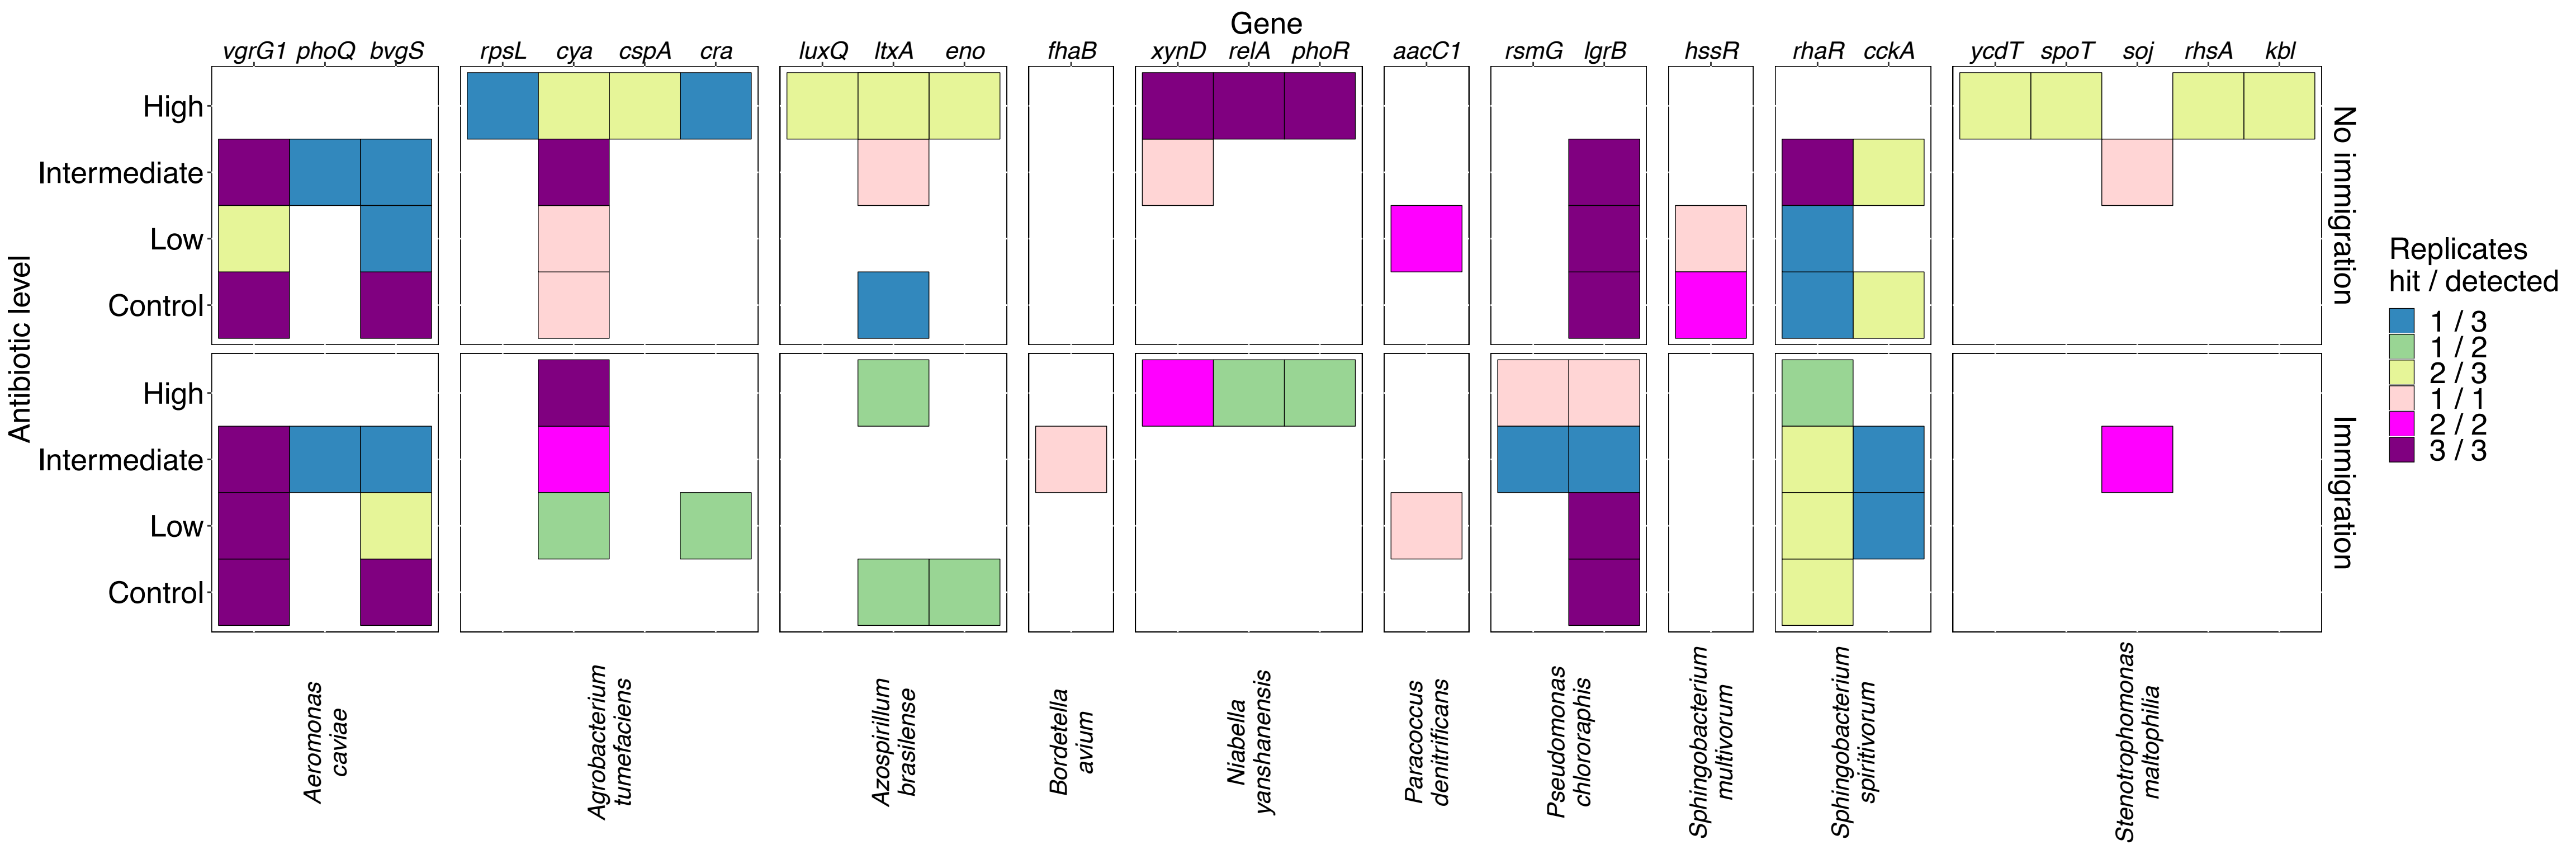 Gene
vgrG1 phoQ bvgS rpsL cya cspA cra luxQ ltxA eno fhaB xynD relA phoR aacC1 rsmG lgrB hssR rhaR cckA ycdT spoT soj rhsA kbl
Antibiotic level
High
Intermediate
Low
Control
No immigration
High
Intermediate
Low
Control
Immigration
Replicates
hit / detected
1 / 3
1 / 2
2 / 3
1 / 1
2 / 2
3 / 3
Aeromonas
caviae
Agrobacterium
tumefaciens
Azospirillum
brasilense
Bordetella
avium
Niabella
yanshanensis
Paracoccus
denitrificans
Pseudomonas
chlororaphis
Sphingobacterium
multivorum
Sphingobacterium
spiritivorum
Stenotrophomonas
maltophilia